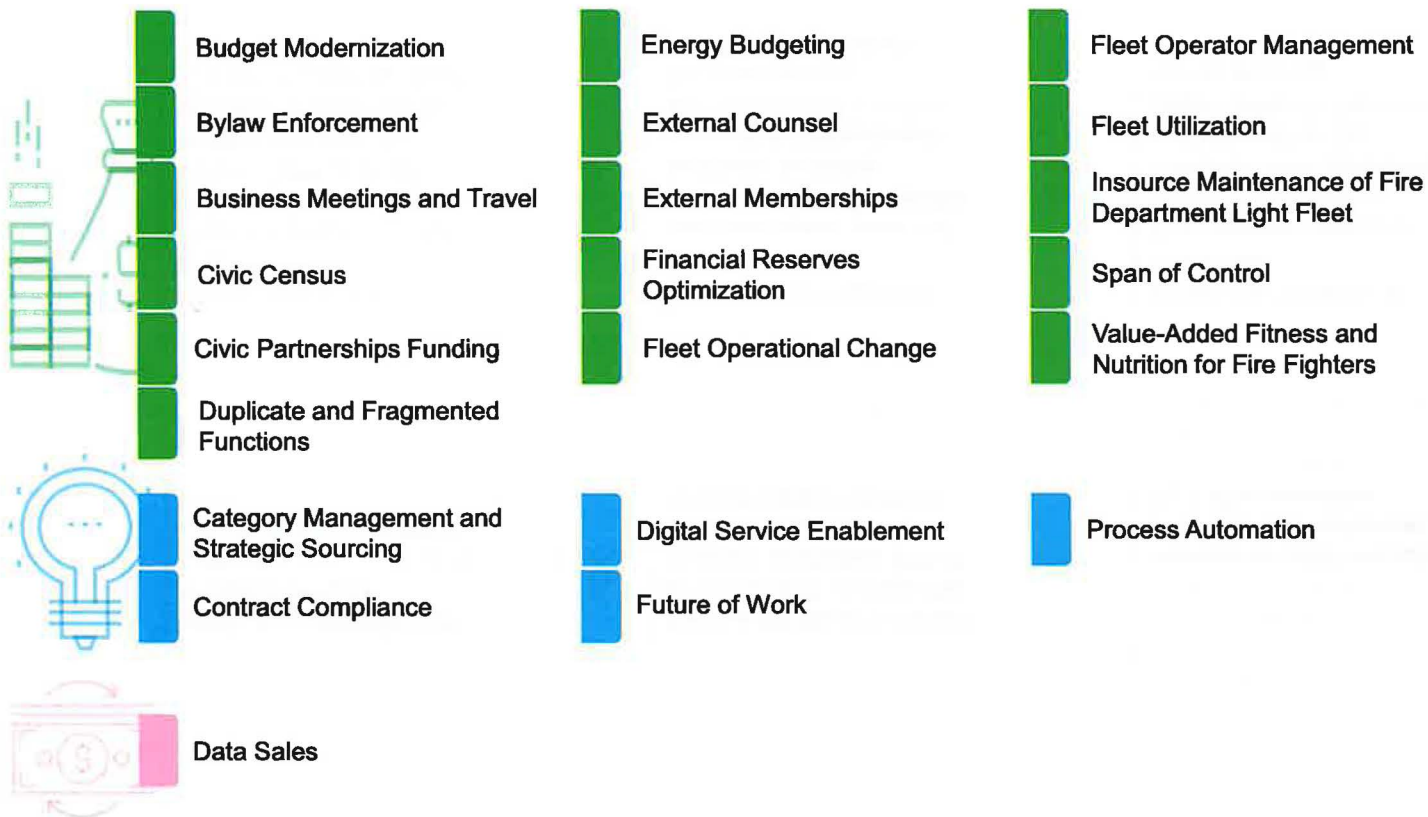 Budget Modernization
Bylaw Enforcement
Business Meetings and Travel
Civic Census
Civic Partnerships Funding
Duplicate and Fragmented
Functions
Energy Budgeting
External Counsel
External Memberships
Financial Reserves
Optimization
Fleet Operational Change
Fleet Operator Management
Fleet Utilization
Insource Maintenance of Fire
Department Light Fleet
Span of Control
Value-Added Fitness and
Nutrition for Fire Fighters
Category Management and
Strategic Sourcing
Contract Compliance
Digital Service Enablement
Future of Work
Process Automation
$
Data Sales